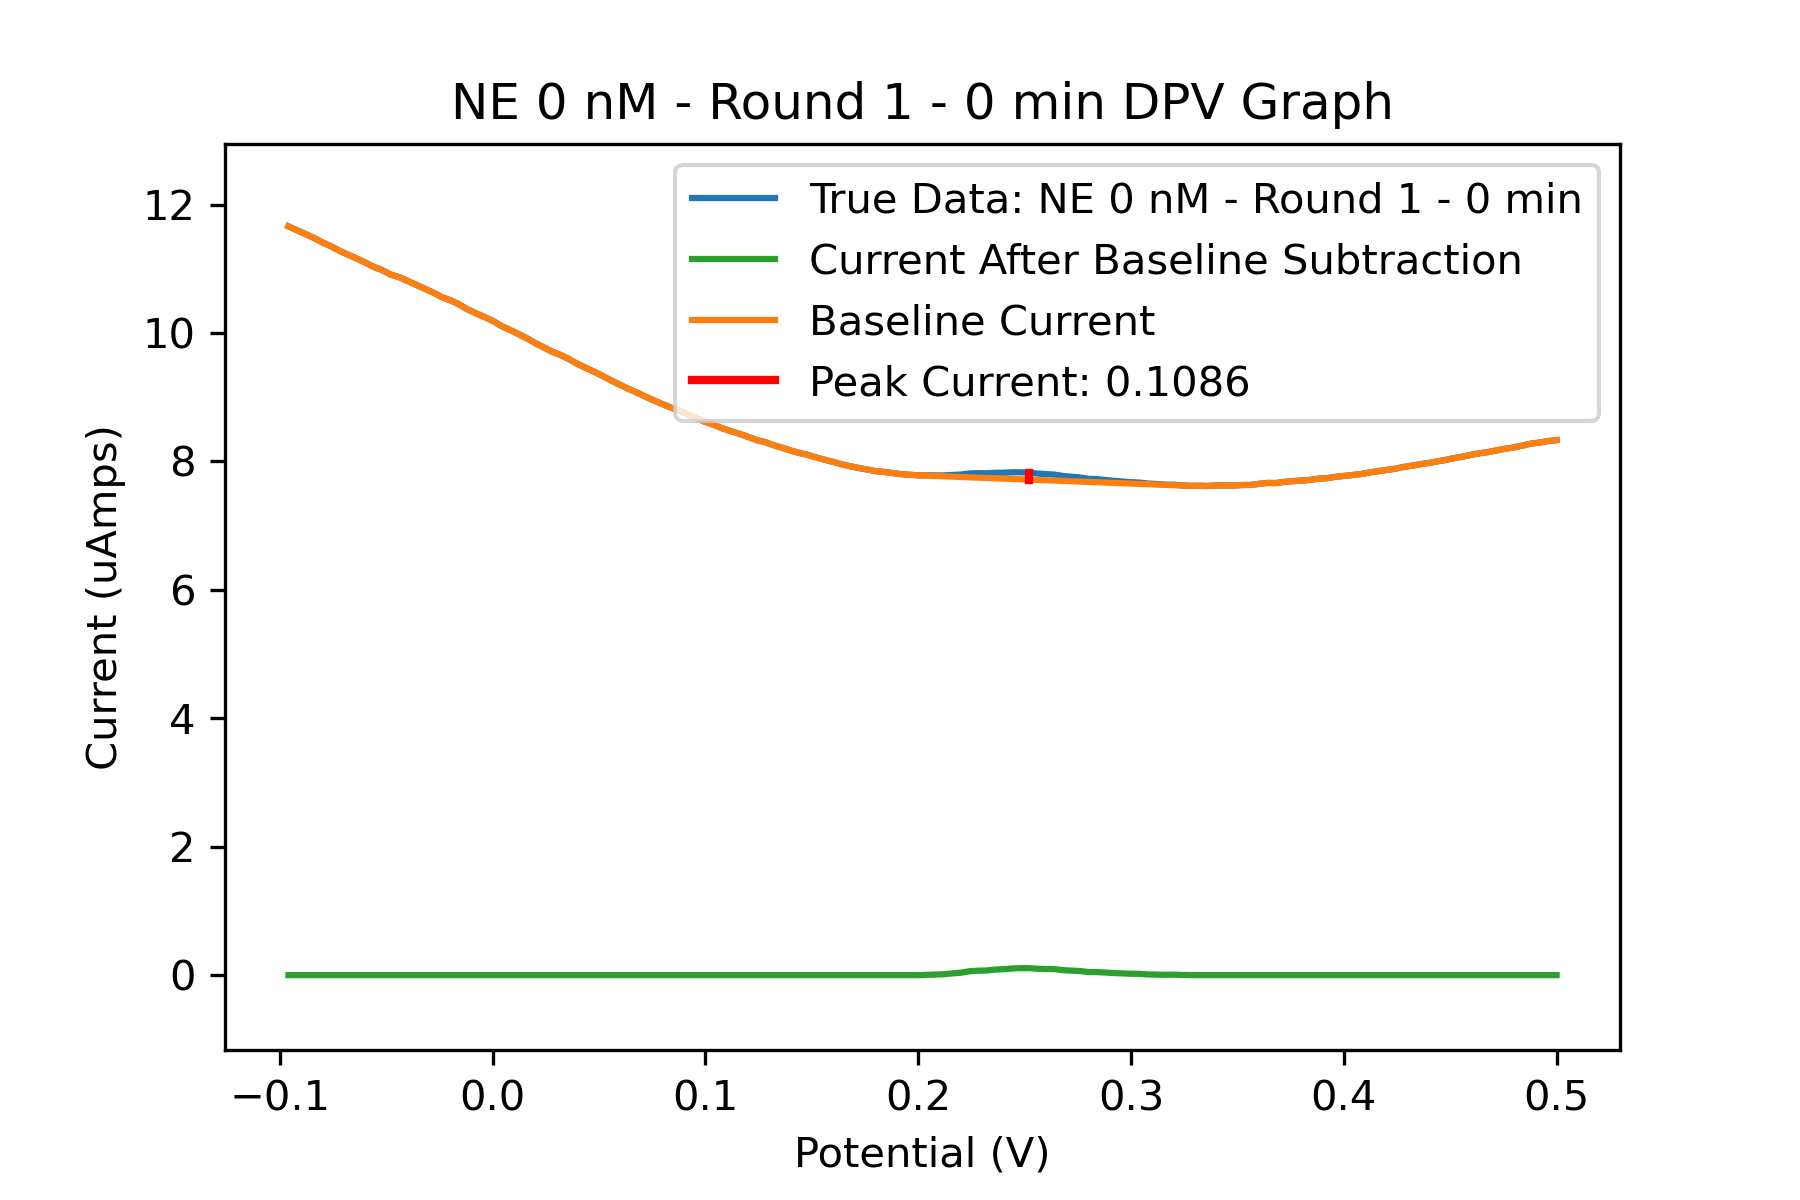 NE 0 nM - Round 1 - 0 min DPV Graph
True Data: NE 0 nM - Round 1 - 0 min
Current After Baseline Subtraction
Baseline Current
Peak Current: 0.1086
Current (uAmps)
12
10
8
6
4
2
0
−0.1 0.0 0.1 0.2 0.3 0.4 0.5
Potential (V)